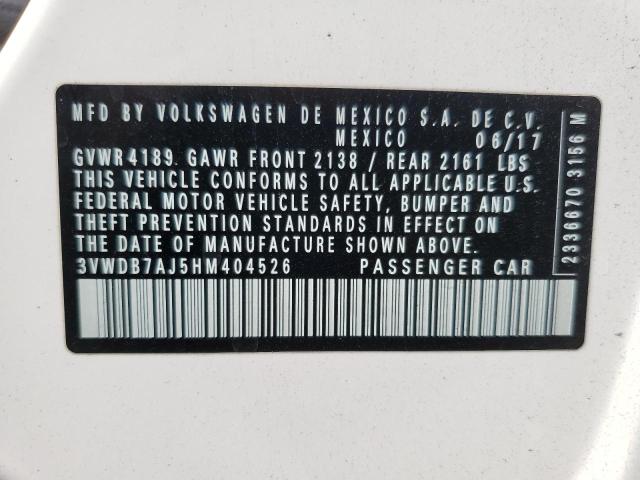 MFD BY VOLKSWAGEN DE MEXICO S.A. DE C.V.
MEXICO 06/17
GVWR 4189. GAWR FRONT 2138 / REAR 2161 LBS
THIS VEHICLE CONFORMS TO ALL APPLICABLE U.S.
FEDERAL MOTOR VEHICLE SAFETY, BUMPER AND
THEFT PREVENTION STANDARDS IN EFFECT ON
THE DATE OF MANUFACTURE SHOWN ABOVE.
3VWDB7AJ5HM404526 PASSENGER CAR
2336670 3156 M